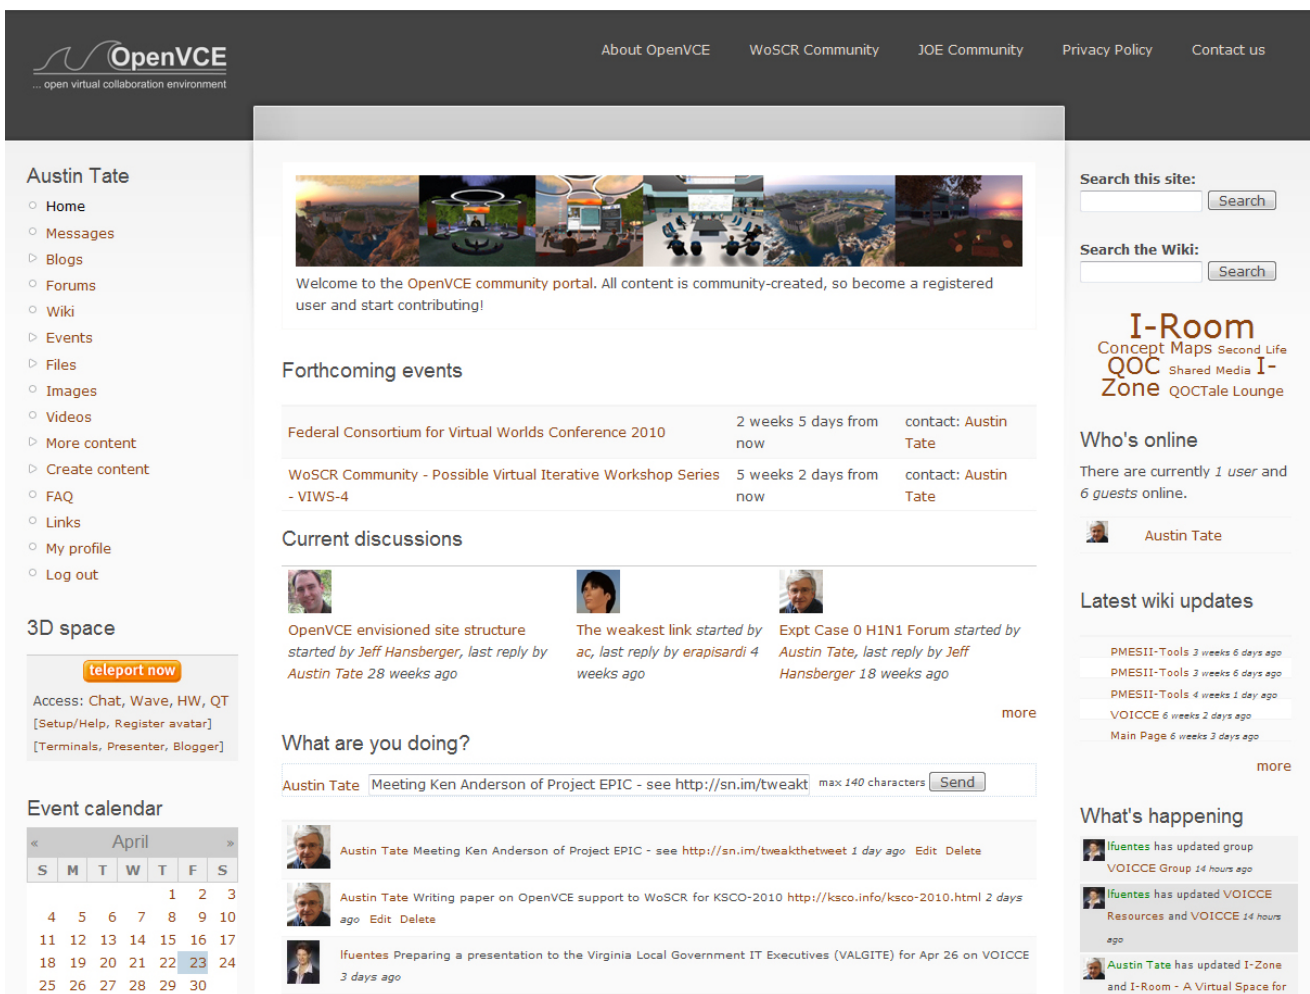 OpenVCE
... open virtual collaboration environment
About OpenVCE
WoSCR Community
JOE Community
Privacy Policy
Contact us
Austin Tate
Home
Messages
Blogs
Forums
Wiki
Events
Files
Images
Videos
More content
Create content
FAQ
Links
My profile
Log out
3D space
teleport now
Access: Chat, Wave, HW, QT
[Setup/Help, Register avatar]
[Terminals, Presenter, Blogger]
Event calendar
« April »
S M T W T F S
1 2 3
4 5 6 7 8 9 10
11 12 13 14 15 16 17
18 19 20 21 22 23 24
25 26 27 28 29 30
Welcome to the OpenVCE community portal. All content is community-created, so become a registered
user and start contributing!
Forthcoming events
Federal Consortium for Virtual Worlds Conference 2010
2 weeks 5 days from
now
contact: Austin
Tate
WoSCR Community - Possible Virtual Iterative Workshop Series
- VIWS-4
5 weeks 2 days from
now
contact: Austin
Tate
Current discussions
OpenVCE envisioned site structure
started by Jeff Hansberger, last reply by
Austin Tate 28 weeks ago
The weakest link started by
ac, last reply by erapisardi 4
weeks ago
Expt Case 0 H1N1 Forum started by
Austin Tate, last reply by Jeff
Hansberger 18 weeks ago
more
What are you doing?
Austin Tate Meeting Ken Anderson of Project EPIC - see http://sn.im/tweakt max 140 characters Send
Austin Tate Meeting Ken Anderson of Project EPIC - see http://sn.im/tweakthetweet 1 day ago Edit Delete
Austin Tate Writing paper on OpenVCE support to WoSCR for KSCO-2010 http://ksco.info/ksco-2010.html 2 days
ago Edit Delete
lfuentes Preparing a presentation to the Virginia Local Government IT Executives (VALGITE) for Apr 26 on VOICCE
3 days ago
Search this site:
Search
Search the Wiki:
Search
I-Room
Concept Maps Second Life
QOC Shared Media I-
Zone QOCTale Lounge
Who's online
There are currently 1 user and
6 guests online.
Austin Tate
Latest wiki updates
PMESII-Tools 3 weeks 6 days ago
PMESII-Tools 3 weeks 6 days ago
PMESII-Tools 4 weeks 1 day ago
VOICCE 6 weeks 2 days ago
Main Page 6 weeks 3 days ago
more
What's happening
lfuentes has updated group
VOICCE Group 14 hours ago
lfuentes has updated VOICCE
Resources and VOICCE 14 hours
ago
Austin Tate has updated I-Zone
and I-Room - A Virtual Space for